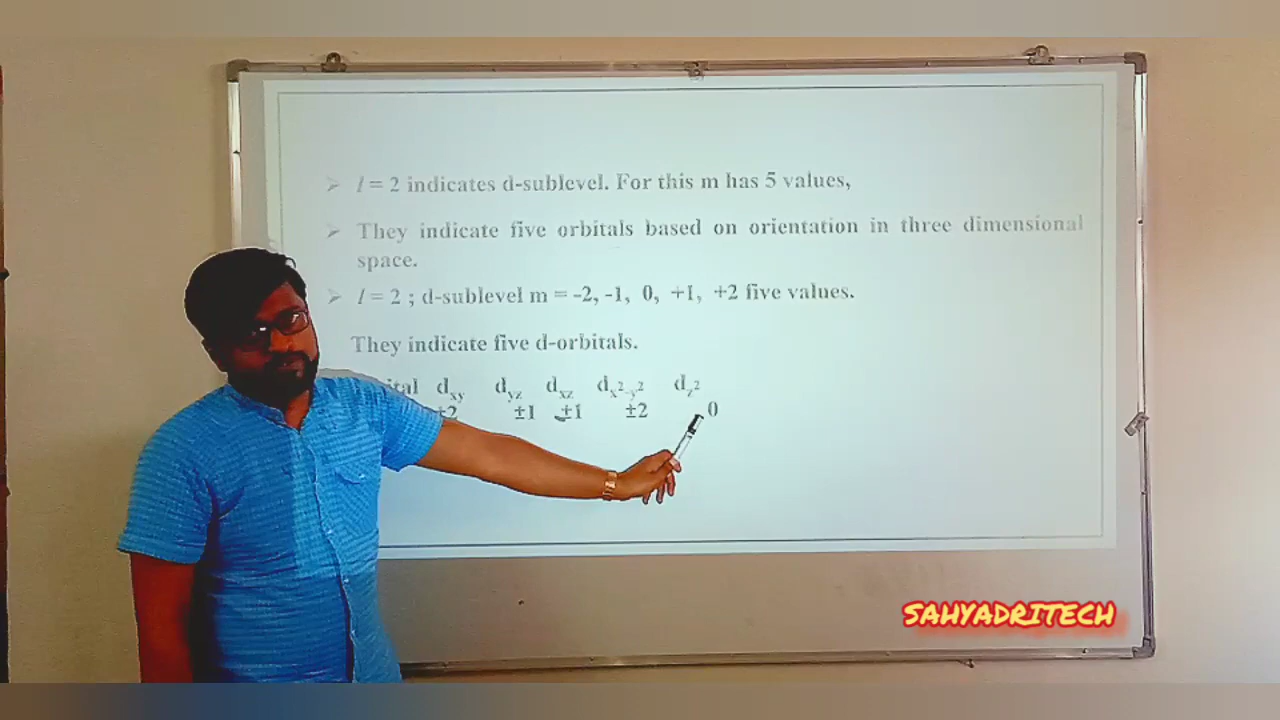 l = 2 indicates d-sublevel. For this m has 5 values,
They indicate five orbitals based on orientation in three dimensional
space.
l = 2 ; d-sublevel m = -2, -1, 0, +1, +2 five values.
They indicate five d-orbitals.
ital dxy dyz dxz dx²-y² dz²
±2 ±1 ±1 ±2 0
SAHYADRITECH